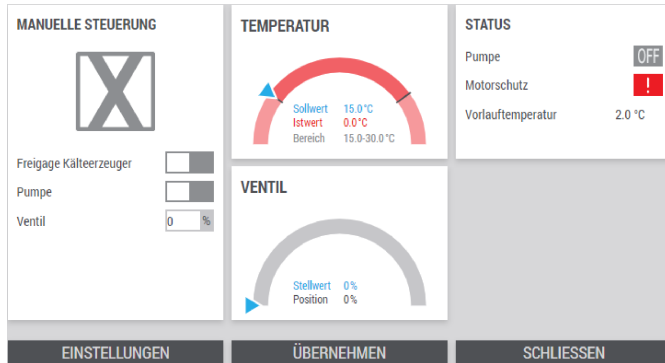 MANUELLE STEUERUNG
Freigage Kälteerzeuger
Pumpe
Ventil 0 %
TEMPERATUR
Sollwert 15.0°C
Istwert 0.0°C
Bereich 15.0-30.0°C
VENTIL
Stellwert 0%
Position 0%
STATUS
Pumpe OFF
Motorschutz !
Vorlauftemperatur 2.0 °C
EINSTELLUNGEN ÜBERNEHMEN SCHLIESSEN